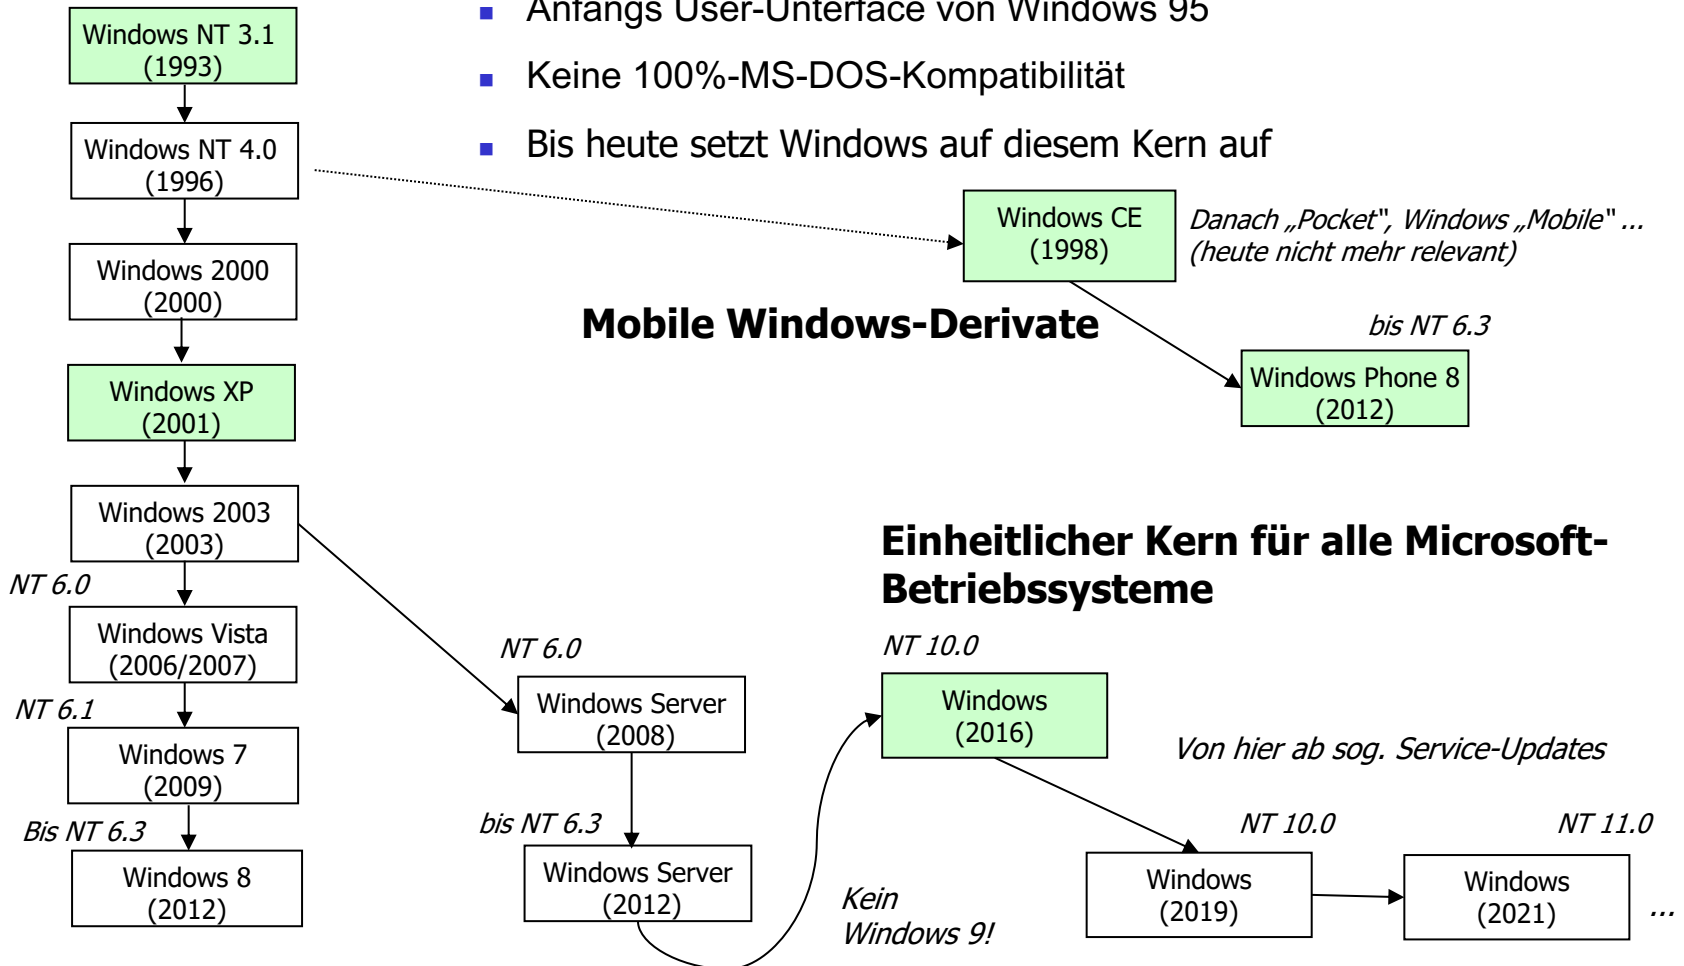 Anfangs User-Unterface von Windows 95
Keine 100%-MS-DOS-Kompatibilität
Bis heute setzt Windows auf diesem Kern auf
Windows NT 3.1
(1993)
Windows NT 4.0
(1996)
Windows 2000
(2000)
Windows XP
(2001)
Windows 2003
(2003)
NT 6.0
Windows Vista
(2006/2007)
NT 6.1
Windows 7
(2009)
Bis NT 6.3
Windows 8
(2012)
Windows CE
(1998)
Danach „Pocket“, Windows „Mobile“ ...
(heute nicht mehr relevant)
Mobile Windows-Derivate
bis NT 6.3
Windows Phone 8
(2012)
Einheitlicher Kern für alle Microsoft-
Betriebssysteme
NT 6.0
Windows Server
(2008)
bis NT 6.3
Windows Server
(2012)
Kein
Windows 9!
NT 10.0
Windows
(2016)
Von hier ab sog. Service-Updates
NT 10.0
Windows
(2019)
NT 11.0
Windows
(2021)
...